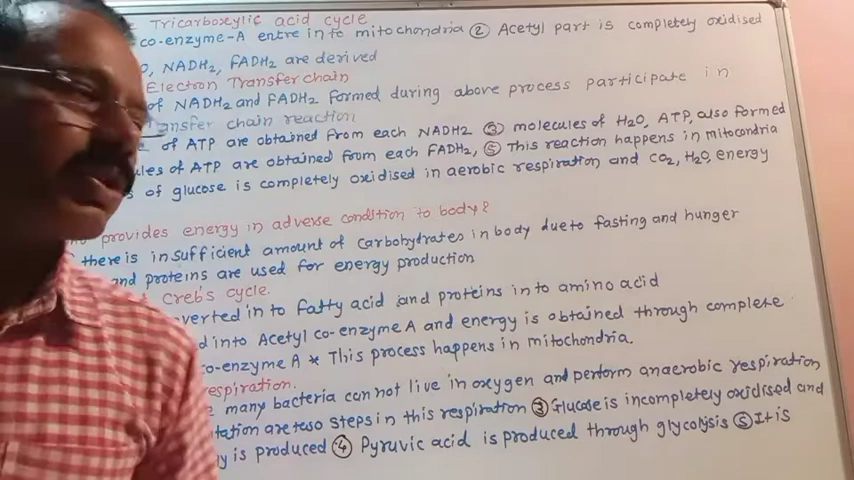 Tricarboxylic acid cycle
co-enzyme-A entre in to mitochondria ② Acetyl part is completely oxidised
O, NADH₂, FADH₂ are derived
Electron Transfer chain
of NADH₂ and FADH₂ formed during above process participate in
ansfer chain reaction
of ATP are obtained from each NADH2 ③ molecules of H₂O, ATP, also formed
ules of ATP are obtained from each FADH₂, ⑤ This reaction happens in mitocondria
s of glucose is completely oxidised in aerobic respiration and CO₂, H₂O, energy
provides energy in adverse condition to body?
there is insufficient amount of carbohydrates in body due to fasting and hunger
and proteins are used for energy production
Creb's cycle.
verted in to fatty acid and proteins in to amino acid
d into Acetyl co-enzyme A and energy is obtained through complete
co-enzyme A * This process happens in mitochondria.
respiration.
many bacteria can not live in oxygen and perform anaerobic respiration
tation are two steps in this respiration ③ Glucose is incompletely oxidised and
y is produced ④ Pyruvic acid is produced through glycolysis ⑤ It is